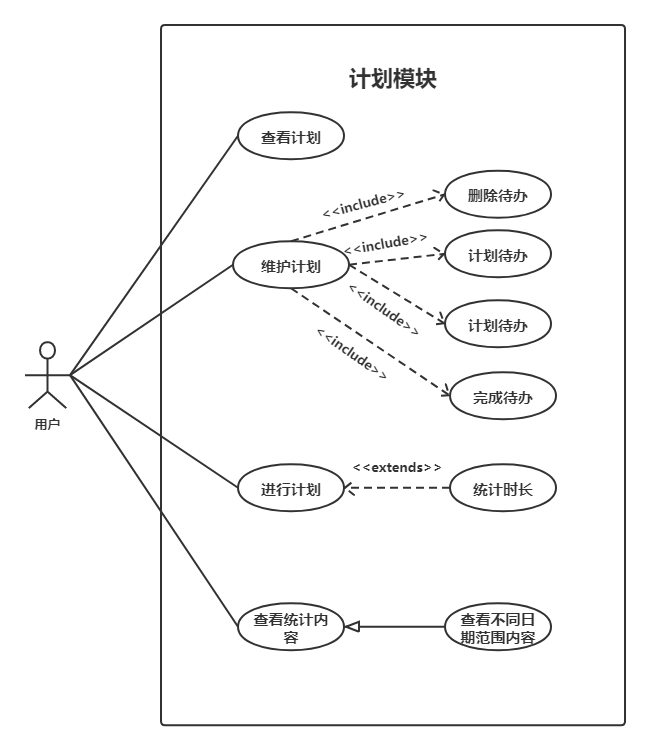 计划模块
查看计划
<<include>>
删除待办
<<include>>
计划待办
维护计划
<<include>>
计划待办
<<include>>
完成待办
用户
<<extends>>
进行计划
统计时长
查看统计内
容
查看不同日
期范围内容